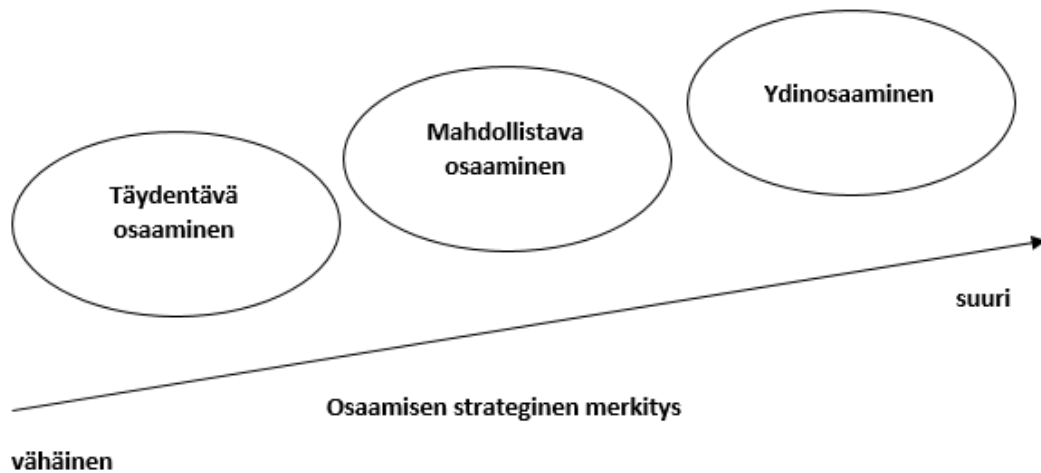 Täydentävä
osaaminen
Mahdollistava
osaaminen
Ydinosaaminen
suuri
Osaamisen strateginen merkitys
vähäinen